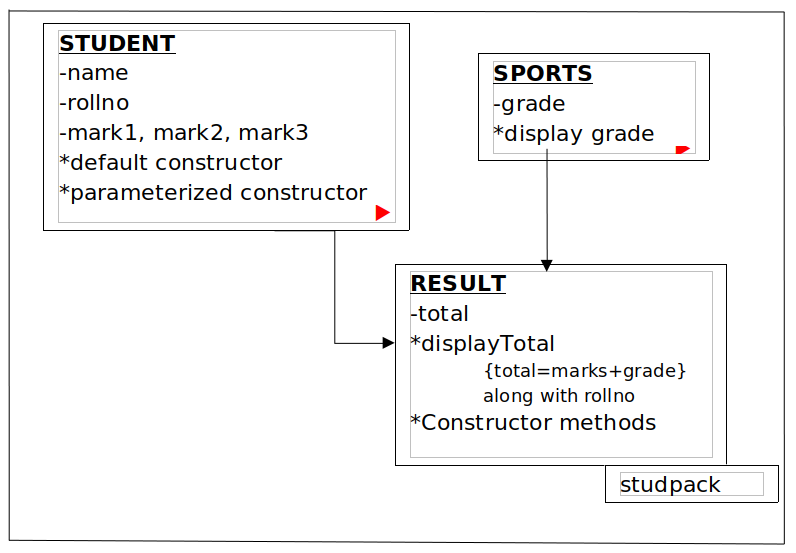 STUDENT
-name
-rollno
-mark1, mark2, mark3
*default constructor
*parameterized constructor
SPORTS
-grade
*display grade
RESULT
-total
*displayTotal
{total=marks+grade}
along with rollno
*Constructor methods
studpack